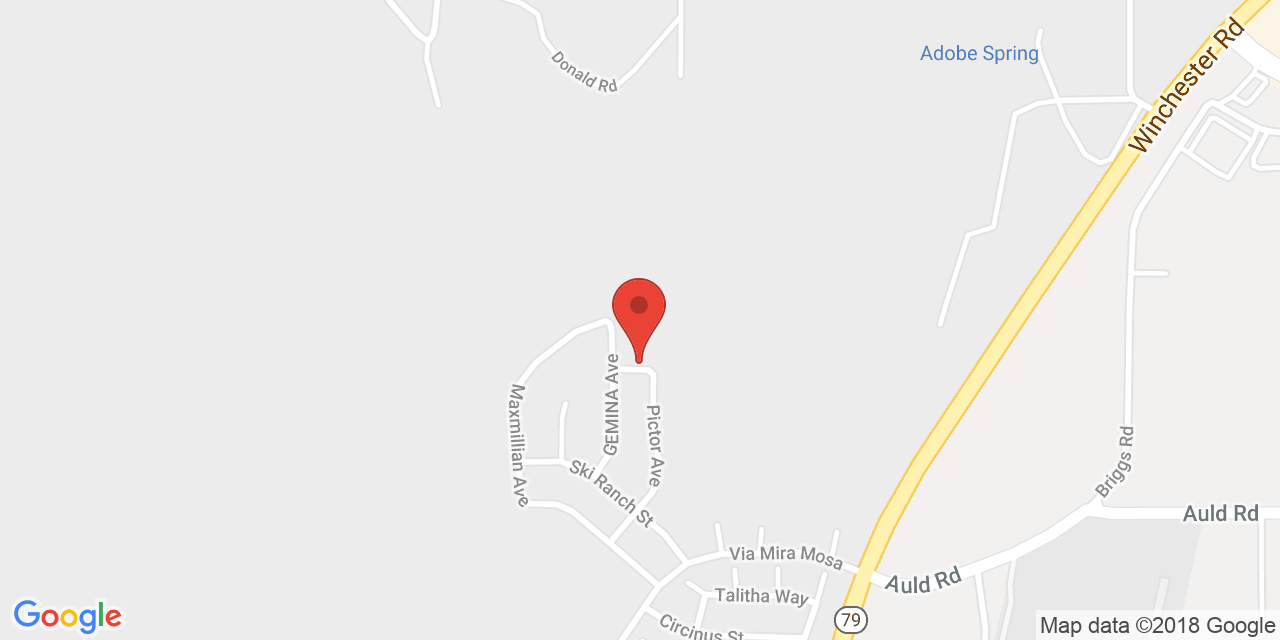 Donald Rd
Adobe Spring
Winchester Rd
GEMINA Ave
Maxmillian Ave
Pictor Ave
Ski Ranch St
Briggs Rd
Auld Rd
Via Mira Mosa
Auld Rd
Talitha Way
Circinus St
79
Google
Map data ©2018 Google